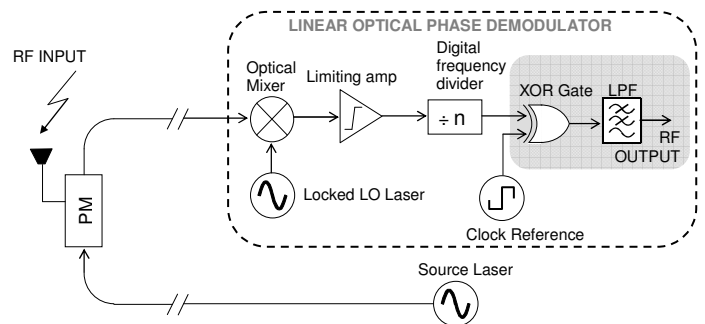 LINEAR OPTICAL PHASE DEMODULATOR
RF INPUT
Optical
Mixer
Limiting amp
Digital
frequency
divider
XOR Gate
LPF
÷ n
RF
OUTPUT
PM
Locked LO Laser
Clock Reference
Source Laser